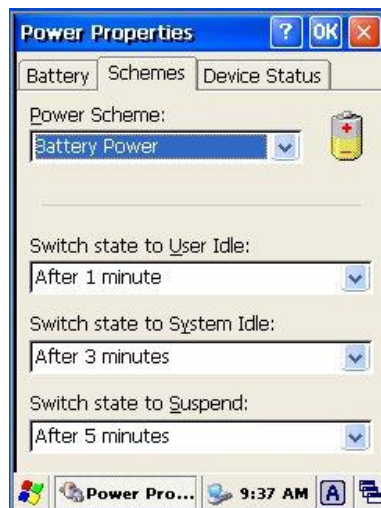 Power Properties ? OK ×
Battery Schemes Device Status
Power Scheme:
Battery Power
Switch state to User Idle:
After 1 minute
Switch state to System Idle:
After 3 minutes
Switch state to Suspend:
After 5 minutes
Power Pro... 9:37 AM A